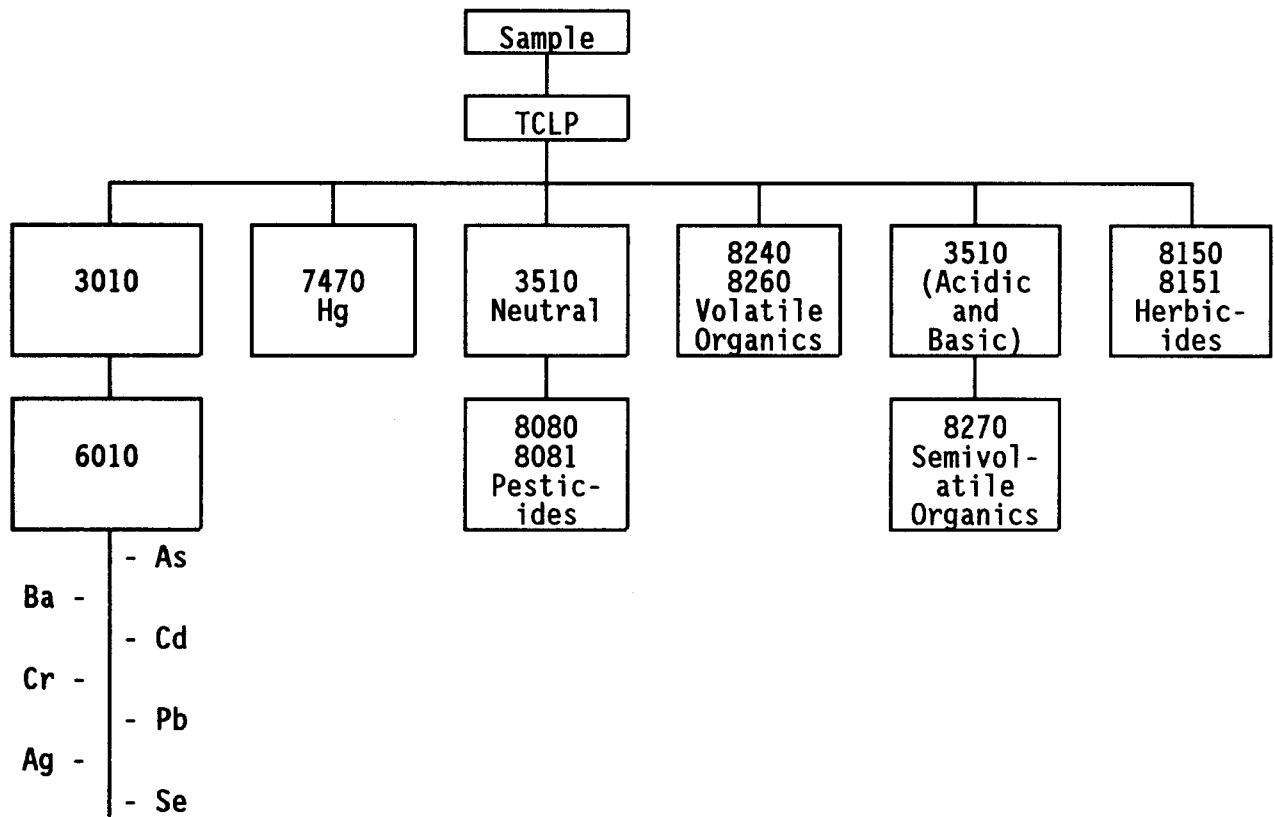 Sample
TCLP
3010
7470
Hg
3510
Neutral
8240
8260
Volatile
Organics
3510
(Acidic
and
Basic)
8150
8151
Herbic-
ides
6010
8080
8081
Pestic-
ides
8270
Semivol-
atile
Organics
- As
Ba -
- Cd
Cr -
- Pb
Ag -
- Se